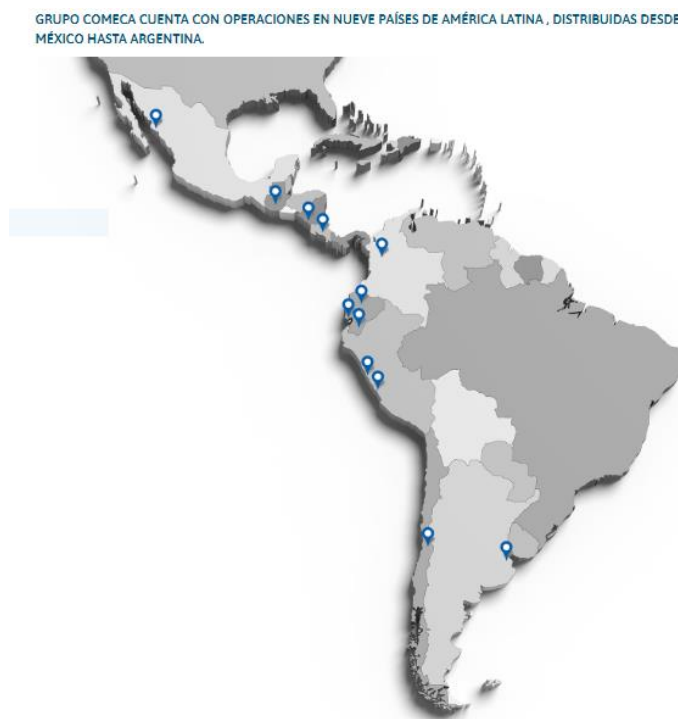 GRUPO COMECA CUENTA CON OPERACIONES EN NUEVE PAÍSES DE AMÉRICA LATINA , DISTRIBUIDAS DESDE
MÉXICO HASTA ARGENTINA.